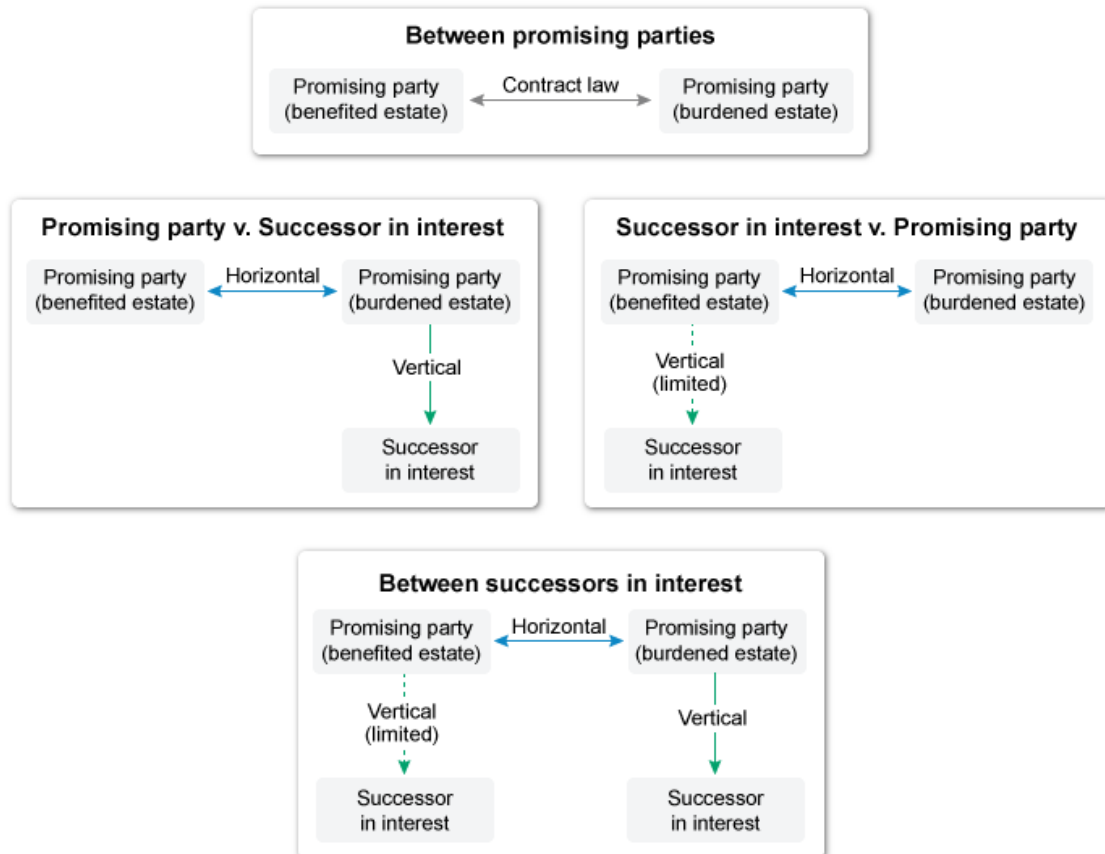 Between promising parties
Promising party
(benefited estate)
Contract law
Promising party
(burdened estate)
Promising party v. Successor in interest
Promising party
(benefited estate)
Horizontal
Promising party
(burdened estate)
Vertical
Successor
in interest
Successor in interest v. Promising party
Promising party
(benefited estate)
Horizontal
Promising party
(burdened estate)
Vertical
(limited)
Successor
in interest
Between successors in interest
Promising party
(benefited estate)
Horizontal
Promising party
(burdened estate)
Vertical
(limited)
Vertical
Successor
in interest
Successor
in interest